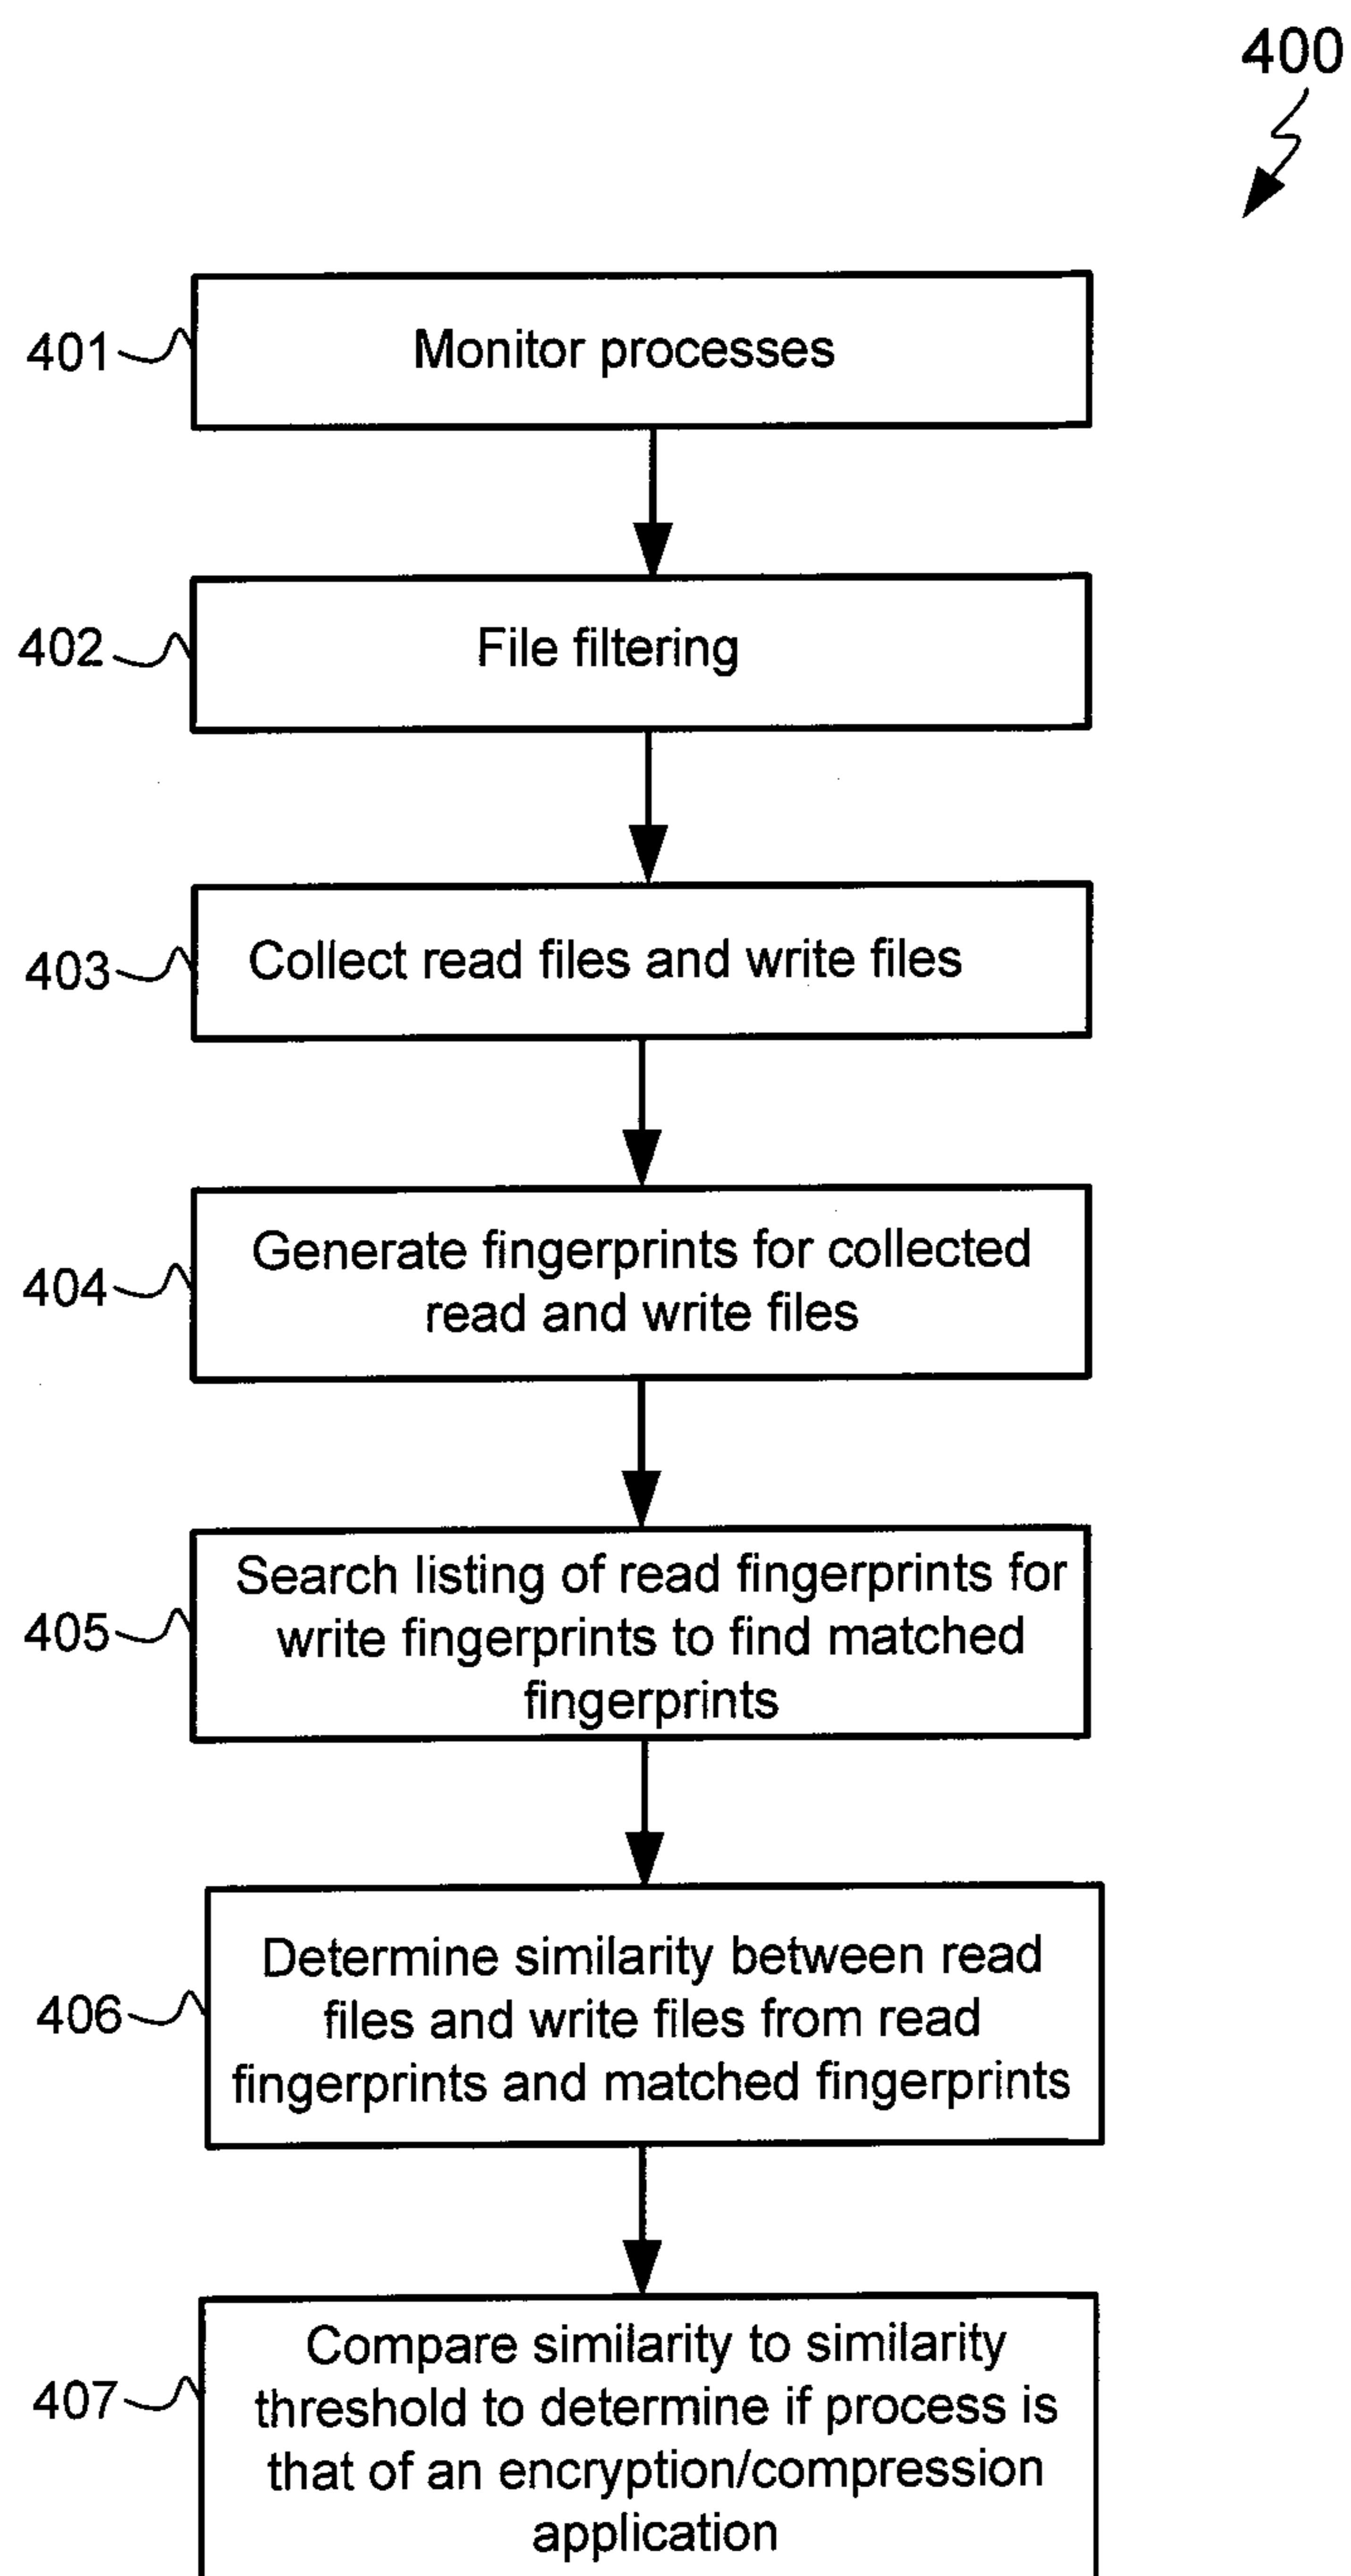 400
401
Monitor processes
402
File filtering
403
Collect read files and write files
404
Generate fingerprints for collected
read and write files
405
Search listing of read fingerprints for
write fingerprints to find matched
fingerprints
406
Determine similarity between read
files and write files from read
fingerprints and matched fingerprints
407
Compare similarity to similarity
threshold to determine if process is
that of an encryption/compression
application